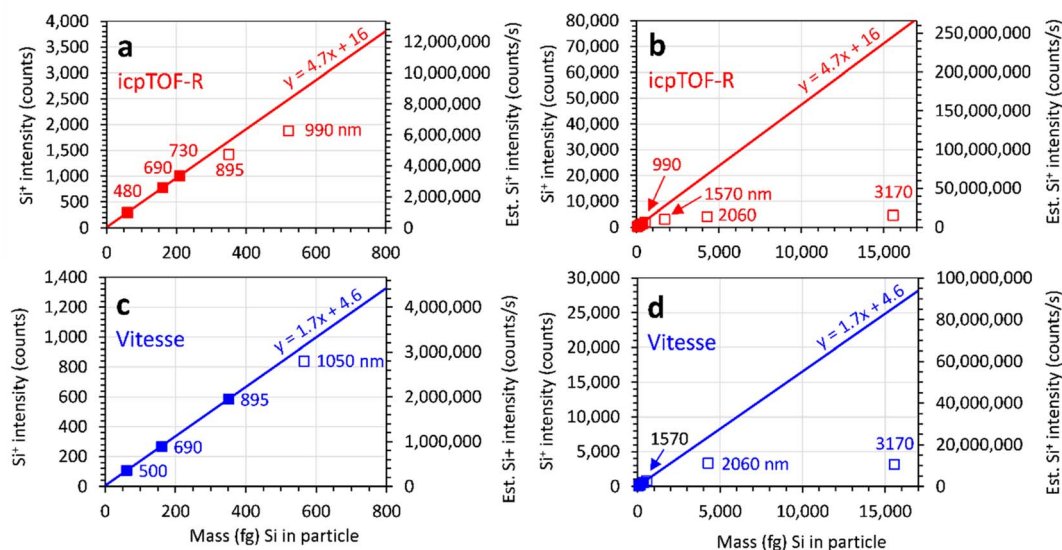 a
icpTOF-R
y = 4.7x + 16
480
690
730
895
990 nm
Si⁺ intensity (counts)
4,000
3,500
3,000
2,500
2,000
1,500
1,000
500
0
0 200 400 600 800
12,000,000
10,000,000
8,000,000
6,000,000
4,000,000
2,000,000
0
Est. Si⁺ intensity (counts/s)
b
icpTOF-R
y = 4.7x + 16
990
1570 nm
2060
3170
Si⁺ intensity (counts)
80,000
70,000
60,000
50,000
40,000
30,000
20,000
10,000
0
0 5,000 10,000 15,000
250,000,000
200,000,000
150,000,000
100,000,000
50,000,000
0
Est. Si⁺ intensity (counts/s)
c
Vitesse
y = 1.7x + 4.6
500
690
895
1050 nm
Si⁺ intensity (counts)
1,400
1,200
1,000
800
600
400
200
0
0 200 400 600 800
Mass (fg) Si in particle
4,000,000
3,000,000
2,000,000
1,000,000
0
Est. Si+ intensity (counts/s)
d
Vitesse
y = 1.7x + 4.6
1570
2060 nm
3170
Si⁺ intensity (counts)
30,000
25,000
20,000
15,000
10,000
5,000
0
0 5,000 10,000 15,000
Mass (fg) Si in particle
100,000,000
80,000,000
60,000,000
40,000,000
20,000,000
0
Est. Si⁺ intensity (counts/s)